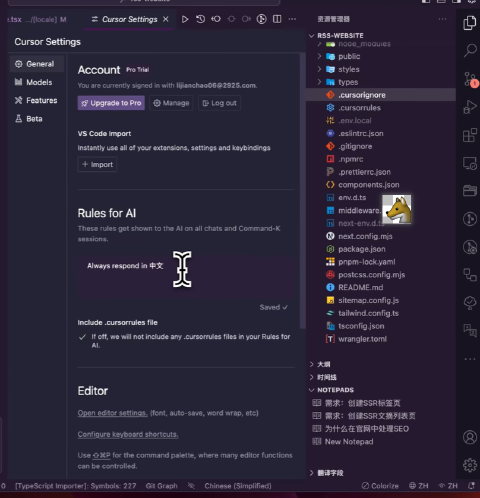 rss-website
e.tsx .../[locale] M
Cursor Settings
资源管理器
Cursor Settings
General
Models
Features
Beta
Account Pro Trial
You are currently signed in with lijianchao06@2925.com.
Upgrade to Pro
Manage
Log out
VS Code Import
Instantly use all of your extensions, settings and keybindings
+ Import
Rules for AI
These rules get shown to the AI on all chats and Command-K
sessions.
Always respond in 中文
Saved ✓
Include .cursorrules file
If off, we will not include any .cursorrules files in your Rules for
AI.
Editor
Open editor settings. (font, auto-save, word wrap, etc)
Configure keyboard shortcuts.
Use ⇧⌘P for the command palette, where many editor functions
can be controlled.
RSS-WEBSITE
node_modules
public
styles
types
.cursorignore
.cursorrules
.env.local
.eslintrc.json
.gitignore
.npmrc
.prettierrc.json
components.json
env.d.ts
middleware.
next-env.d.ts
next.config.mjs
package.json
pnpm-lock.yaml
postcss.config.mjs
README.md
sitemap.config.js
tailwind.config.ts
tsconfig.json
wrangler.toml
大纲
时间线
NOTEPADS
需求：创建SSR标签页
需求：创建SSR文摘列表页
为什么在官网中处理SEO
New Notepad
翻译字段
0 [TypeScript Importer]: Symbols: 227 Git Graph Chinese (Simplified) Colorize ZH ZH